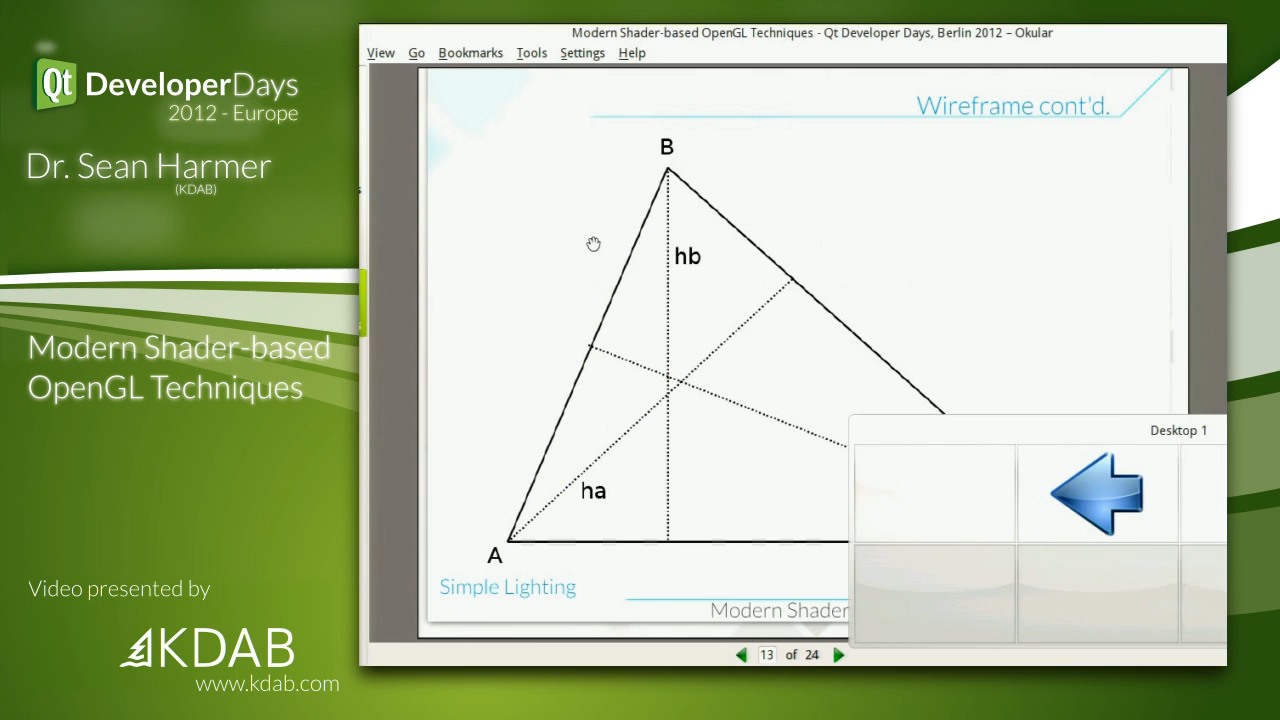 Qt DeveloperDays
2012 - Europe
Dr. Sean Harmer
(KDAB)
Modern Shader-based
OpenGL Techniques
Video presented by
KDAB
www.kdab.com
Modern Shader-based OpenGL Techniques - Qt Developer Days, Berlin 2012 – Okular
View Go Bookmarks Tools Settings Help
Wireframe cont'd.
B
hb
ha
A
Simple Lighting
Modern Shader
Desktop 1
13 of 24